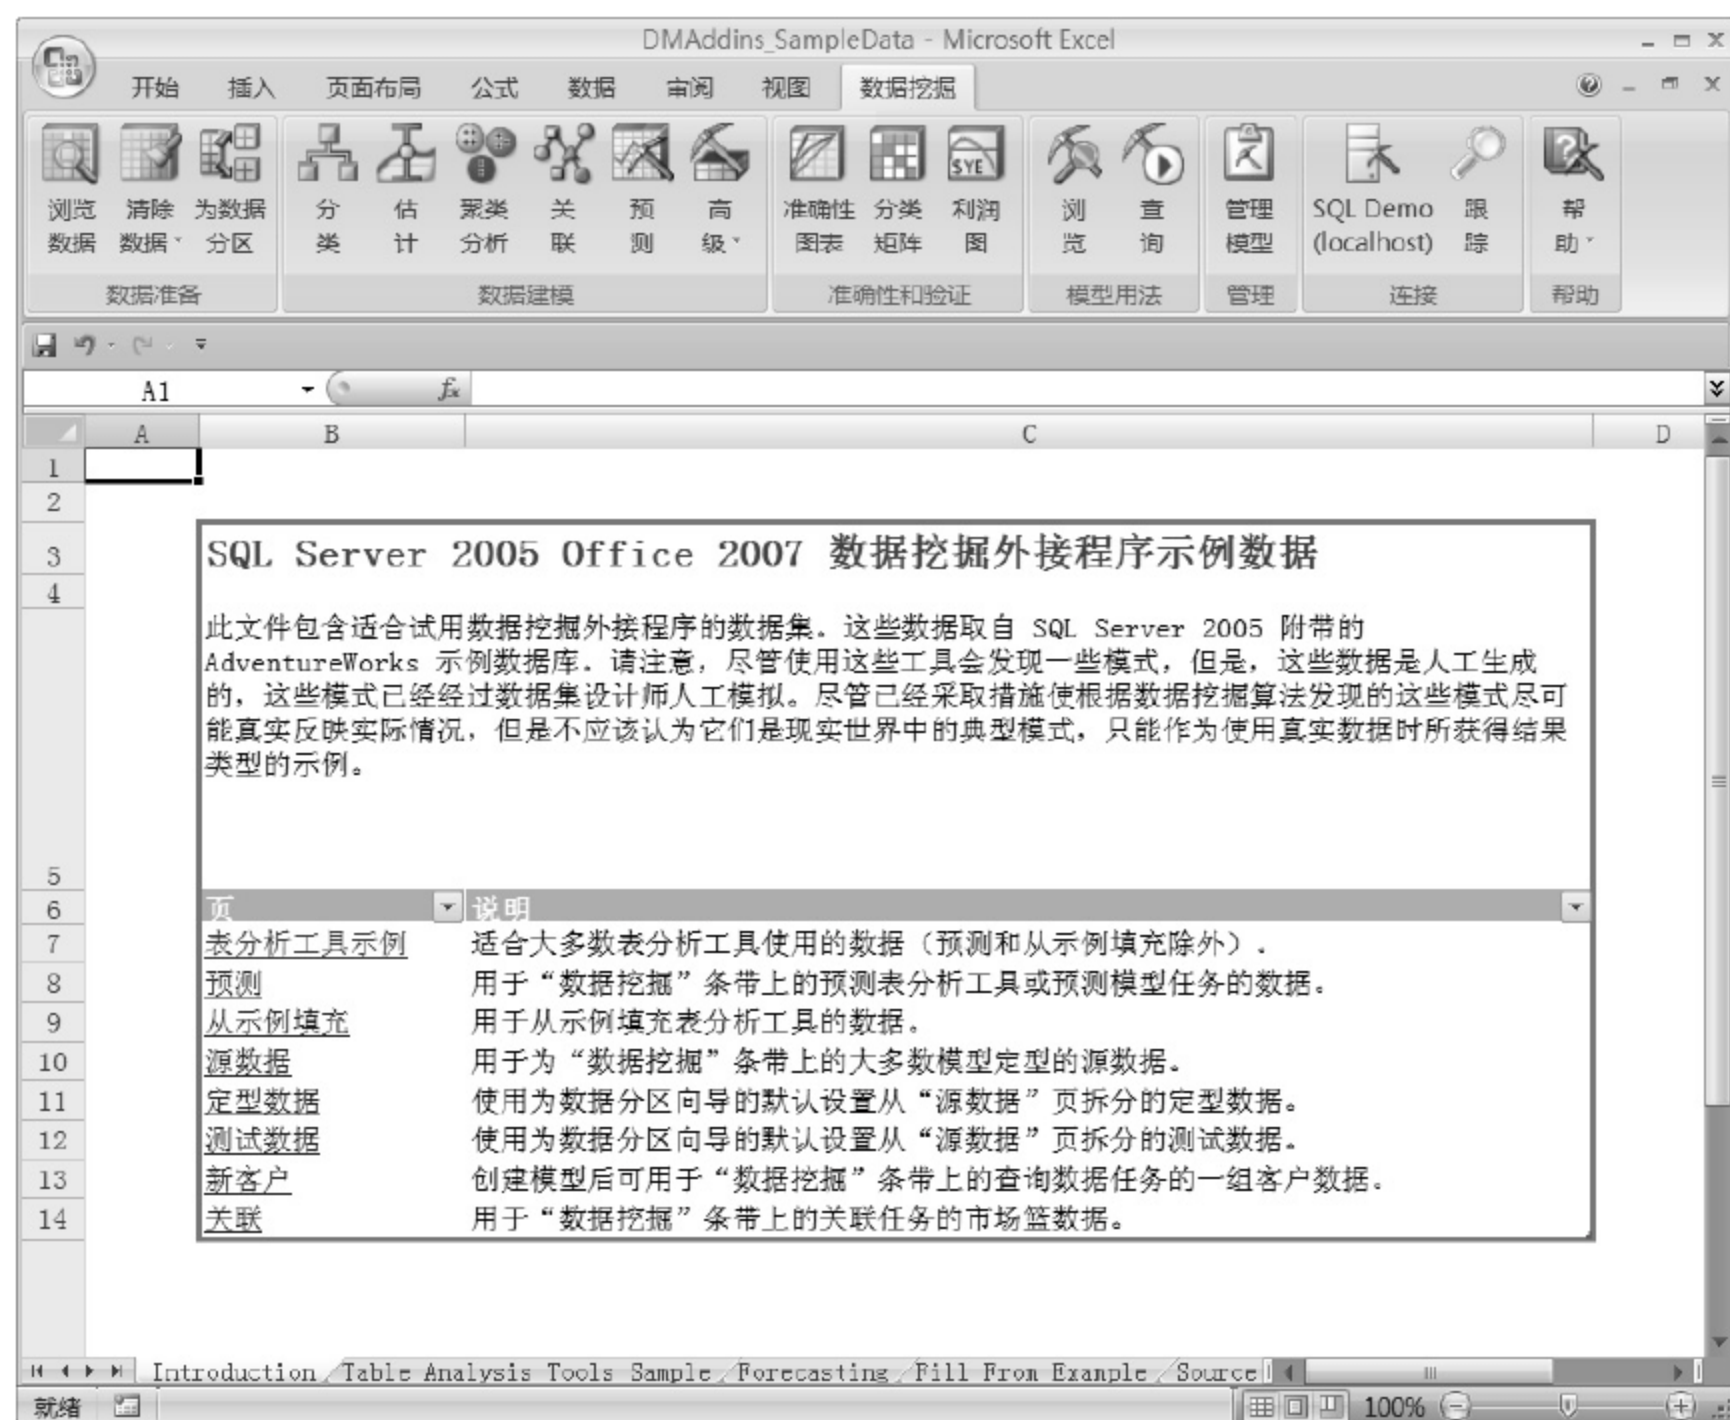 DMAddins_SampleData - Microsoft Excel
开始 插入 页面布局 公式 数据 审阅 视图 数据挖掘
浏览数据 清除数据 为数据分区 分类 估计 聚类分析 关联 预测 高级 准确性图表 分类矩阵 利润图 浏览 查询 管理模型 SQL Demo (localhost) 跟踪 帮助
数据准备 数据建模 准确性和验证 模型用法 管理 连接 帮助
A1 fx
A B C D
1
2
3 SQL Server 2005 Office 2007 数据挖掘外接程序示例数据
4
此文件包含适合试用数据挖掘外接程序的数据集。这些数据取自 SQL Server 2005 附带的
AdventureWorks 示例数据库。请注意，尽管使用这些工具会发现一些模式，但是，这些数据是人工生成
的，这些模式已经经过数据集设计师人工模拟。尽管已经采取措施使根据数据挖掘算法发现的这些模式尽可
能真实反映实际情况，但是不应该认为它们是现实世界中的典型模式，只能作为使用真实数据时所获得结果
类型的示例。
5
6 页 说明
7 表分析工具示例 适合大多数表分析工具使用的数据（预测和从示例填充除外）.
8 预测 用于“数据挖掘”条带上的预测表分析工具或预测模型任务的数据。
9 从示例填充 用于从示例填充表分析工具的数据。
10 源数据 用于为“数据挖掘”条带上的大多数模型定型的源数据。
11 定型数据 使用为数据分区向导的默认设置从“源数据”页拆分的定型数据。
12 测试数据 使用为数据分区向导的默认设置从“源数据”页拆分的测试数据。
13 新客户 创建模型后可用于“数据挖掘”条带上的查询数据任务的一组客户数据。
14 关联 用于“数据挖掘”条带上的关联任务的市场篮数据。
Introduction Table Analysis Tools Sample Forecasting Fill From Example Source
就绪 100%